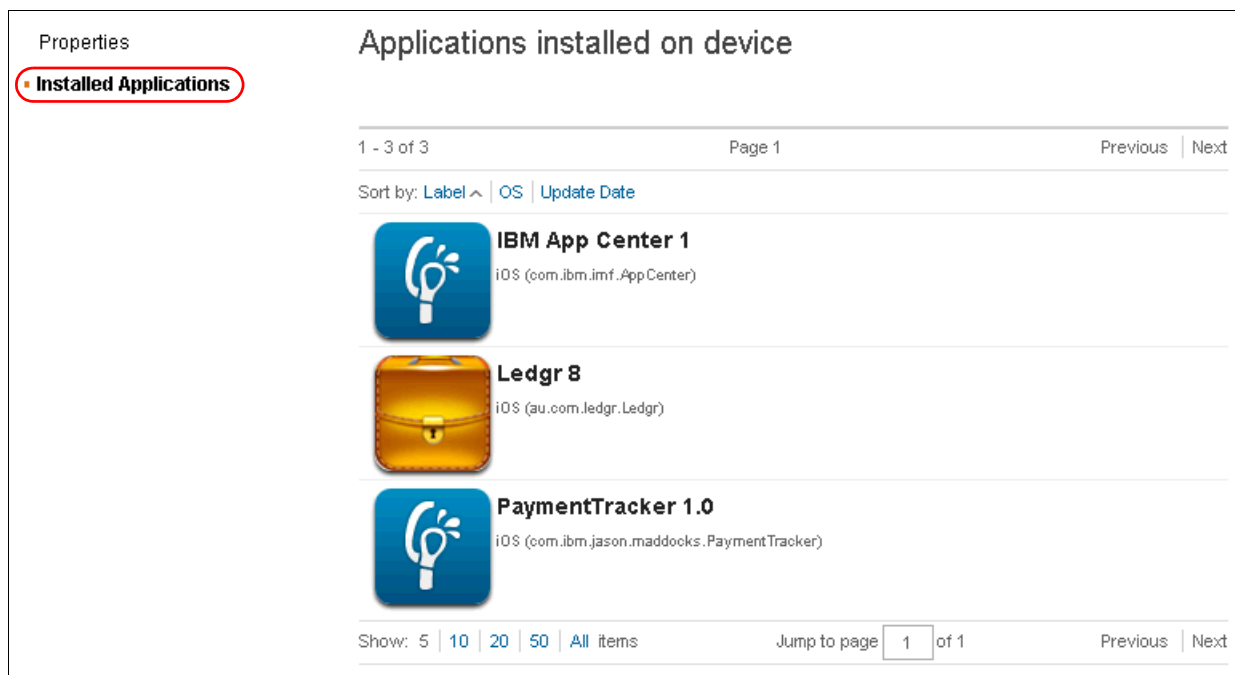 Properties
Installed Applications
Applications installed on device
1 - 3 of 3 Page 1 Previous Next
Sort by: Label OS Update Date
IBM App Center 1
iOS (com.ibm.imf.AppCenter)
Ledgr 8
iOS (au.com.ledgr.Ledgr)
PaymentTracker 1.0
iOS (com.ibm.jason.maddocks.PaymentTracker)
Show: 5 10 20 50 All items Jump to page 1 of 1 Previous Next